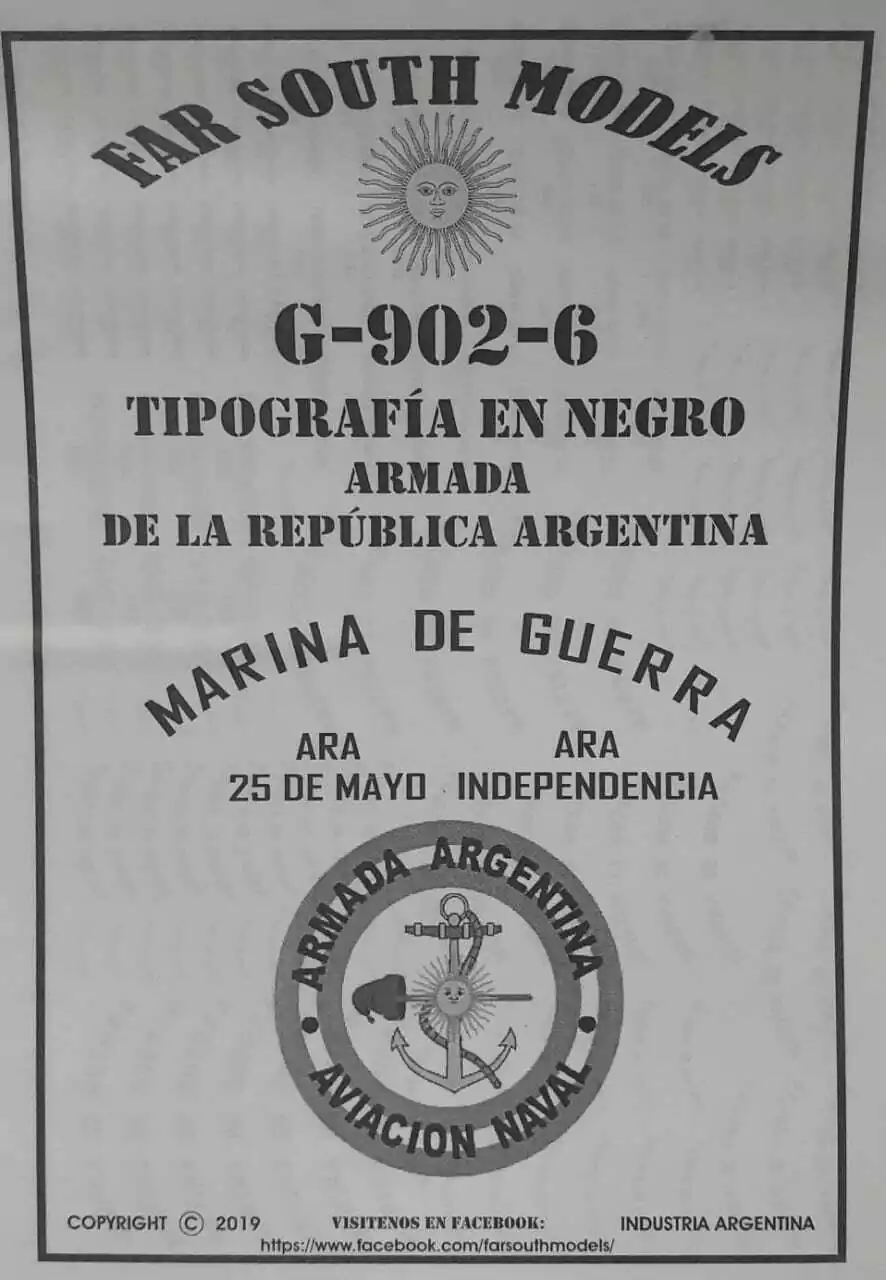 FAR SOUTH MODELS
G-902-6
TIPOGRAFÍA EN NEGRO
ARMADA
DE LA REPÚBLICA ARGENTINA
MARINA DE GUERRA
ARA ARA
25 DE MAYO INDEPENDENCIA
ARMADA ARGENTINA
AVIACION NAVAL
COPYRIGHT © 2019 VISITENOS EN FACEBOOK: INDUSTRIA ARGENTINA
https://www.facebook.com/farsouthmodels/